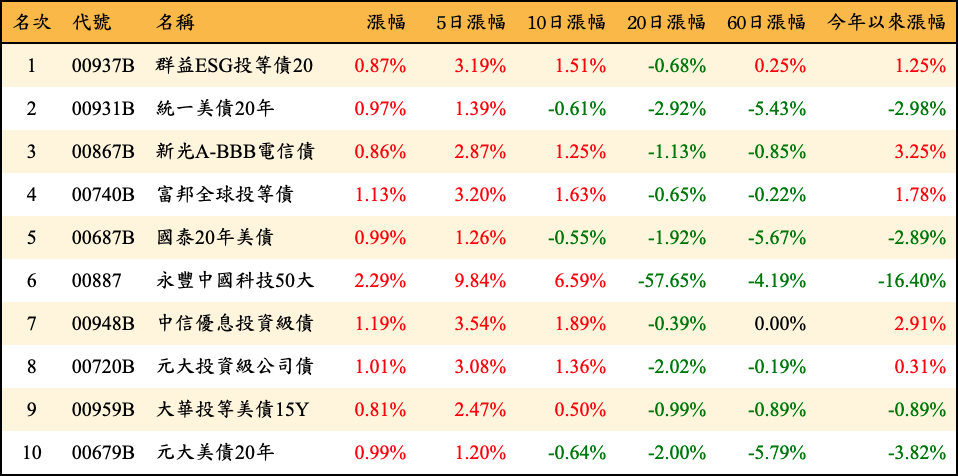 名次 代號 名稱 漲幅 5日漲幅 10日漲幅 20日漲幅 60日漲幅 今年以來漲幅
1 00937B 群益ESG投等債20 0.87% 3.19% 1.51% -0.68% 0.25% 1.25%
2 00931B 統一美債20年 0.97% 1.39% -0.61% -2.92% -5.43% -2.98%
3 00867B 新光A-BBB電信債 0.86% 2.87% 1.25% -1.13% -0.85% 3.25%
4 00740B 富邦全球投等債 1.13% 3.20% 1.63% -0.65% -0.22% 1.78%
5 00687B 國泰20年美債 0.99% 1.26% -0.55% -1.92% -5.67% -2.89%
6 00887 永豐中國科技50大 2.29% 9.84% 6.59% -57.65% -4.19% -16.40%
7 00948B 中信優息投資級債 1.19% 3.54% 1.89% -0.39% 0.00% 2.91%
8 00720B 元大投資級公司債 1.01% 3.08% 1.36% -2.02% -0.19% 0.31%
9 00959B 大華投等美債15Y 0.81% 2.47% 0.50% -0.99% -0.89% -0.89%
10 00679B 元大美債20年 0.99% 1.20% -0.64% -2.00% -5.79% -3.82%